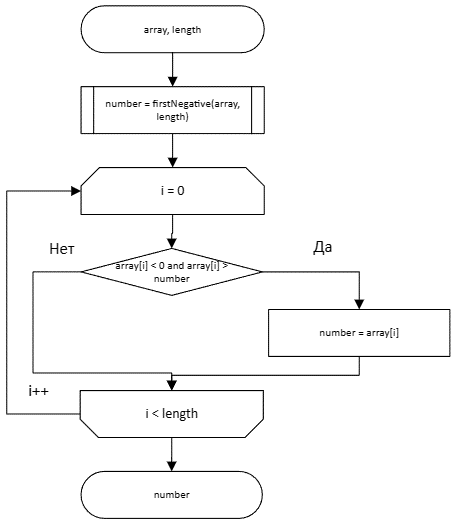 array, length
number = firstNegative(array,
length)
i = 0
Нет
Да
array[i] < 0 and array[i] >
number
number = array[i]
i++
i < length
number